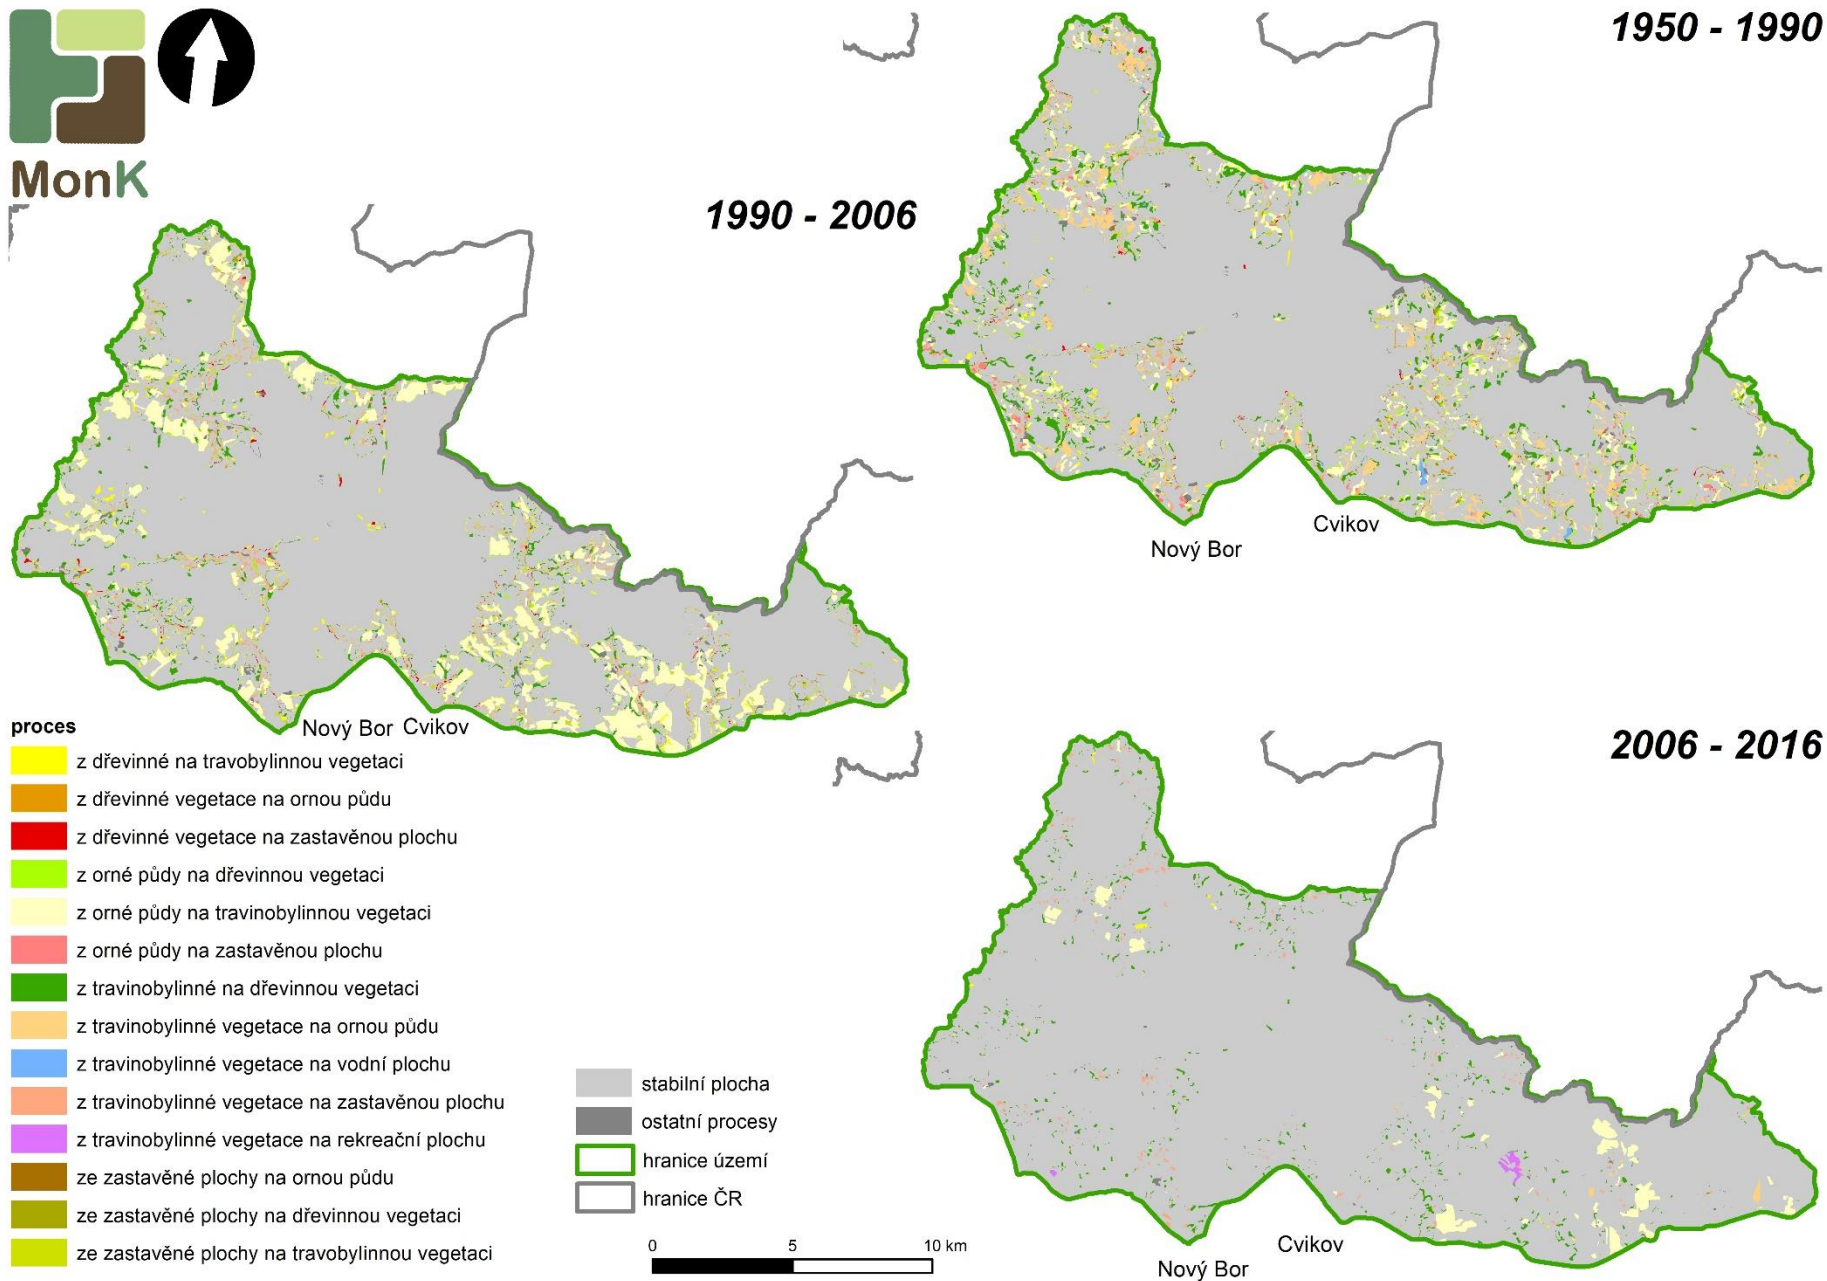 MonK
1950 - 1990
Nový Bor
Cvikov
1990 - 2006
Nový Bor
Cvikov
2006 - 2016
Nový Bor
Cvikov
proces
z dřevinné na travobylinnou vegetaci
z dřevinné vegetace na ornou půdu
z dřevinné vegetace na zastavěnou plochu
z orné půdy na dřevinnou vegetaci
z orné půdy na travinobylinnou vegetaci
z orné půdy na zastavěnou plochu
z travinobylinné na dřevinnou vegetaci
z travinobylinné vegetace na ornou půdu
z travinobylinné vegetace na vodní plochu
z travinobylinné vegetace na zastavěnou plochu
z travinobylinné vegetace na rekreační plochu
ze zastavěné plochy na ornou půdu
ze zastavěné plochy na dřevinnou vegetaci
ze zastavěné plochy na travobylinnou vegetaci
stabilní plocha
ostatní procesy
hranice území
hranice ČR
0 5 10 km